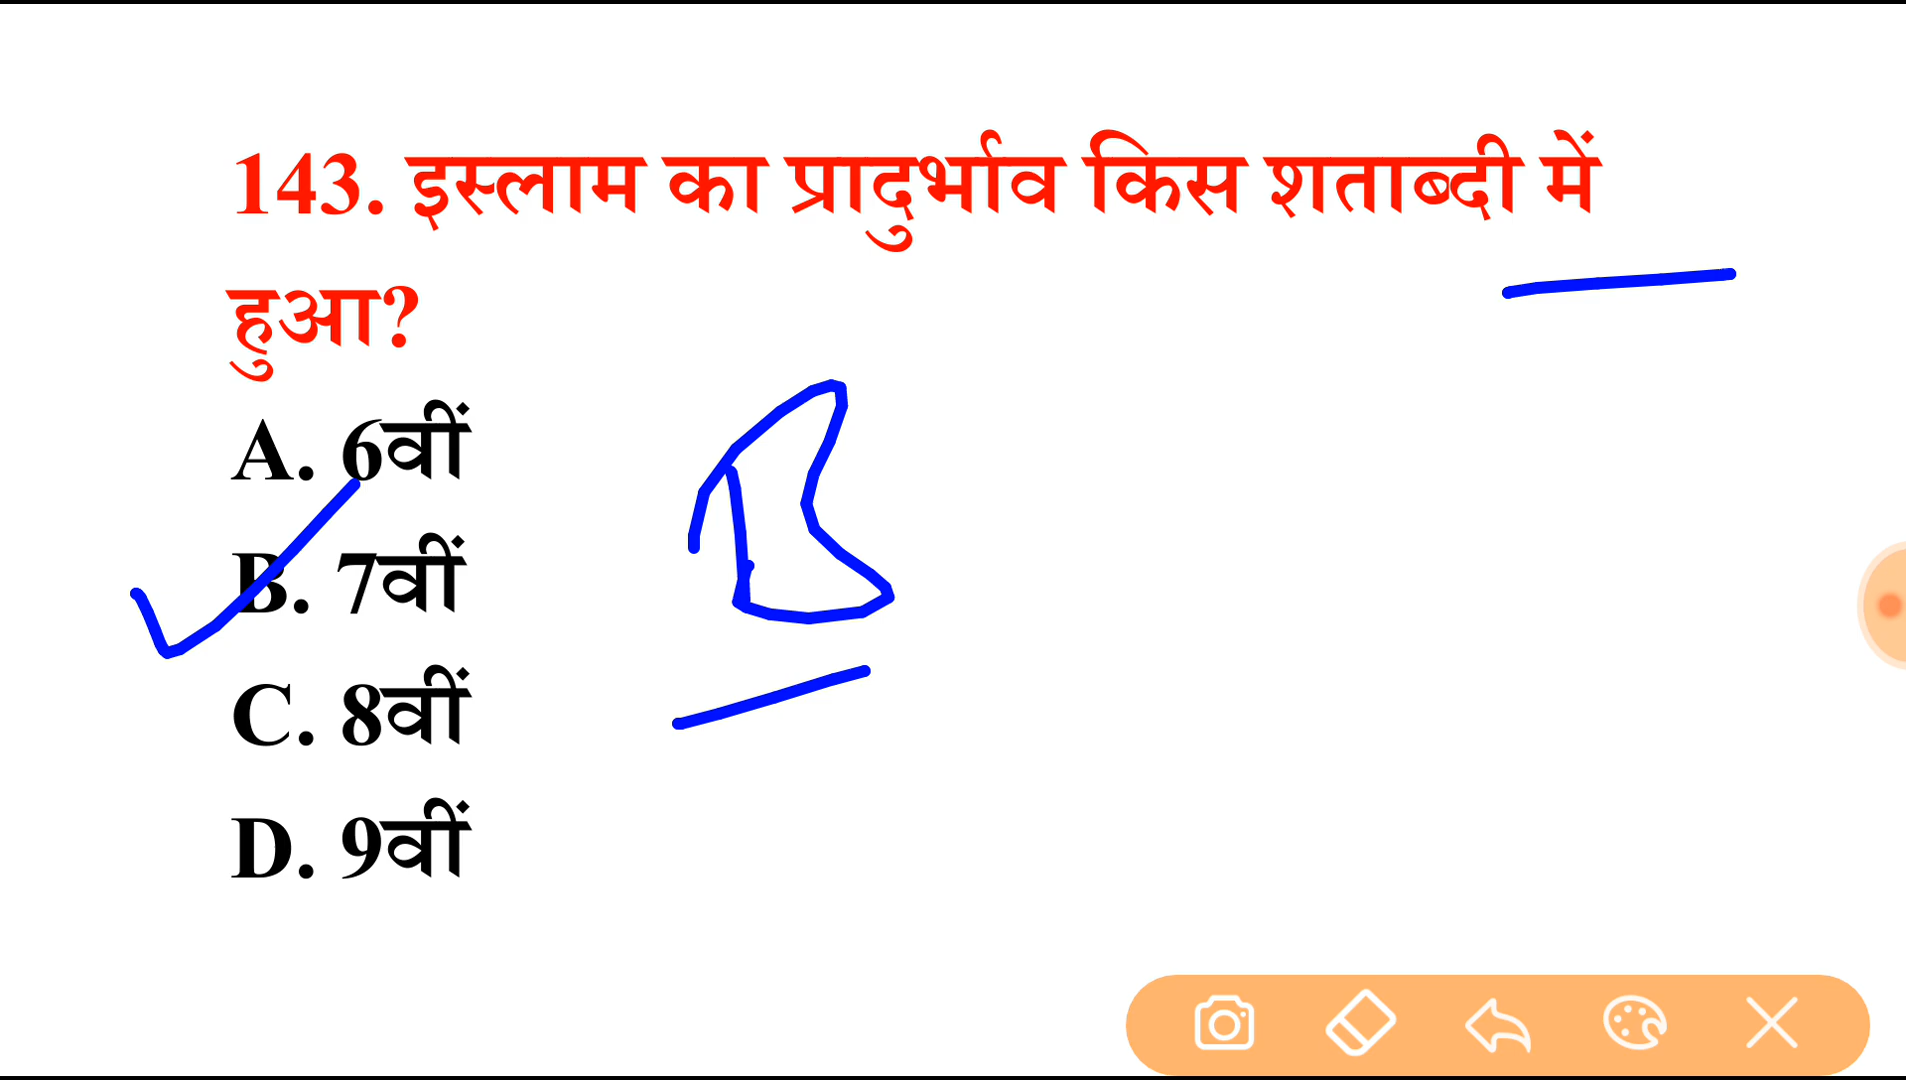 143. इस्लाम का प्रादुर्भाव किस शताब्दी में
हुआ?
A. 6वीं
B. 7वीं
B
C. 8वीं
D. 9वीं